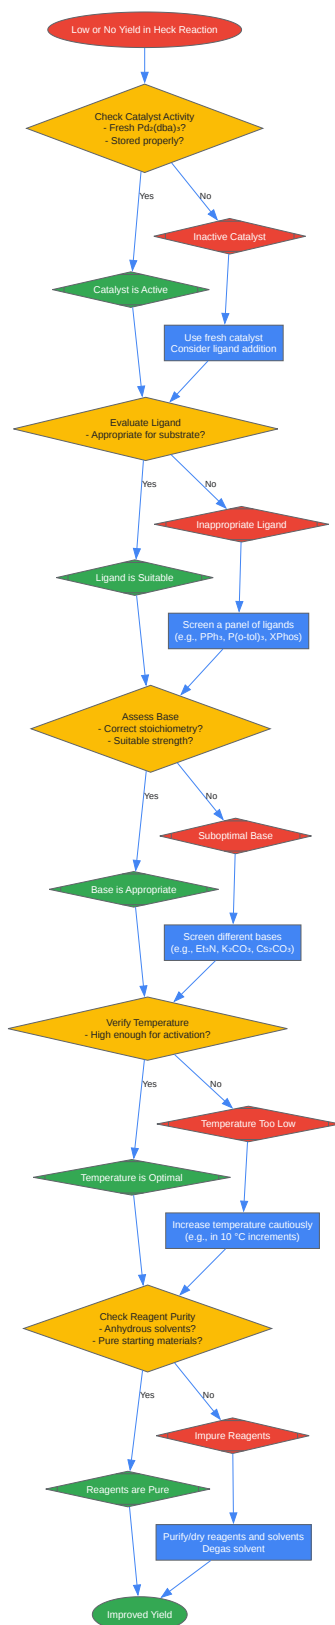 Low or No Yield in Heck Reaction
Check Catalyst Activity
- Fresh Pd₂(dba)₃?
- Stored properly?
Yes
No
Inactive Catalyst
Catalyst is Active
Use fresh catalyst
Consider ligand addition
Evaluate Ligand
- Appropriate for substrate?
Yes
No
Inappropriate Ligand
Ligand is Suitable
Screen a panel of ligands
(e.g., PPh₃, P(o-tol)₃, XPhos)
Assess Base
- Correct stoichiometry?
- Suitable strength?
Yes
No
Suboptimal Base
Base is Appropriate
Screen different bases
(e.g., Et₃N, K₂CO₃, Cs₂CO₃)
Verify Temperature
- High enough for activation?
Yes
No
Temperature Too Low
Temperature is Optimal
Increase temperature cautiously
(e.g., in 10 °C increments)
Check Reagent Purity
- Anhydrous solvents?
- Pure starting materials?
Yes
No
Impure Reagents
Reagents are Pure
Purify/dry reagents and solvents
Degas solvent
Improved Yield